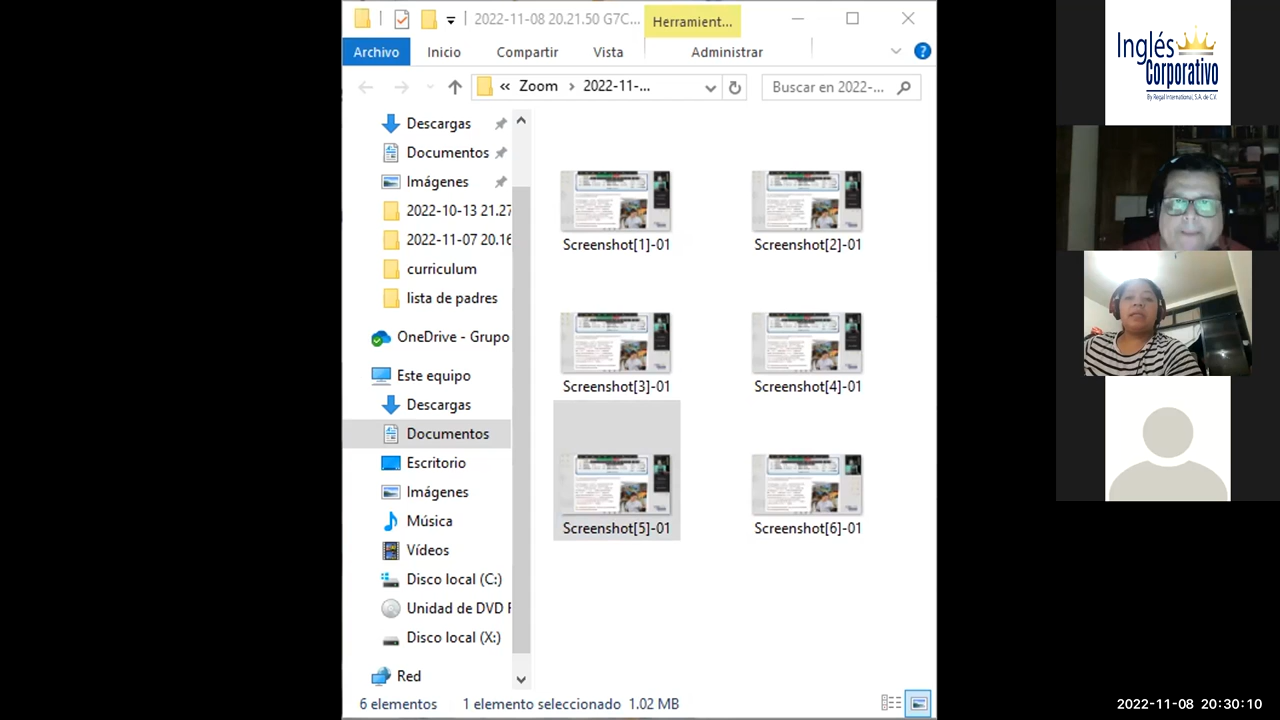 2022-11-08 20.21.50 G7C...
Herramient...
Archivo
Inicio
Compartir
Vista
Administrar
Zoom
2022-11-...
Buscar en 2022-...
Descargas
Documentos
Imágenes
2022-10-13 21.27
2022-11-07 20.16
curriculum
lista de padres
OneDrive - Grupo
Este equipo
Descargas
Documentos
Escritorio
Imágenes
Música
Vídeos
Disco local (C:)
Unidad de DVD F
Disco local (X:)
Red
Screenshot[1]-01
Screenshot[2]-01
Screenshot[3]-01
Screenshot[4]-01
Screenshot[5]-01
Screenshot[6]-01
6 elementos
1 elemento seleccionado 1.02 MB
Inglés
Corporativo
By Regal International, S.A. de C.V.
2022-11-08 20:30:10